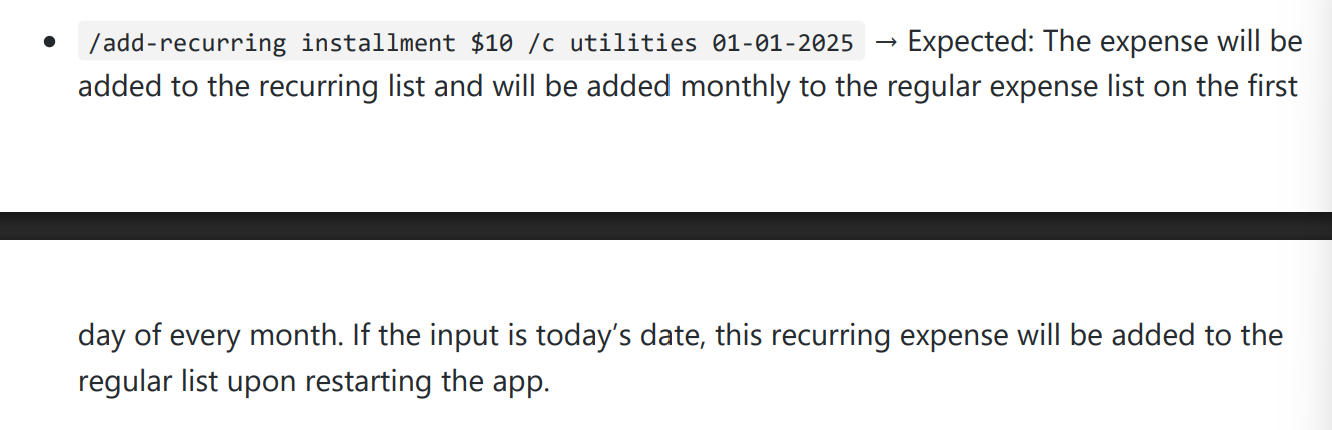 • /add-recurring installment $10 /c utilities 01-01-2025 → Expected: The expense will be
added to the recurring list and will be added monthly to the regular expense list on the first
day of every month. If the input is today’s date, this recurring expense will be added to the
regular list upon restarting the app.